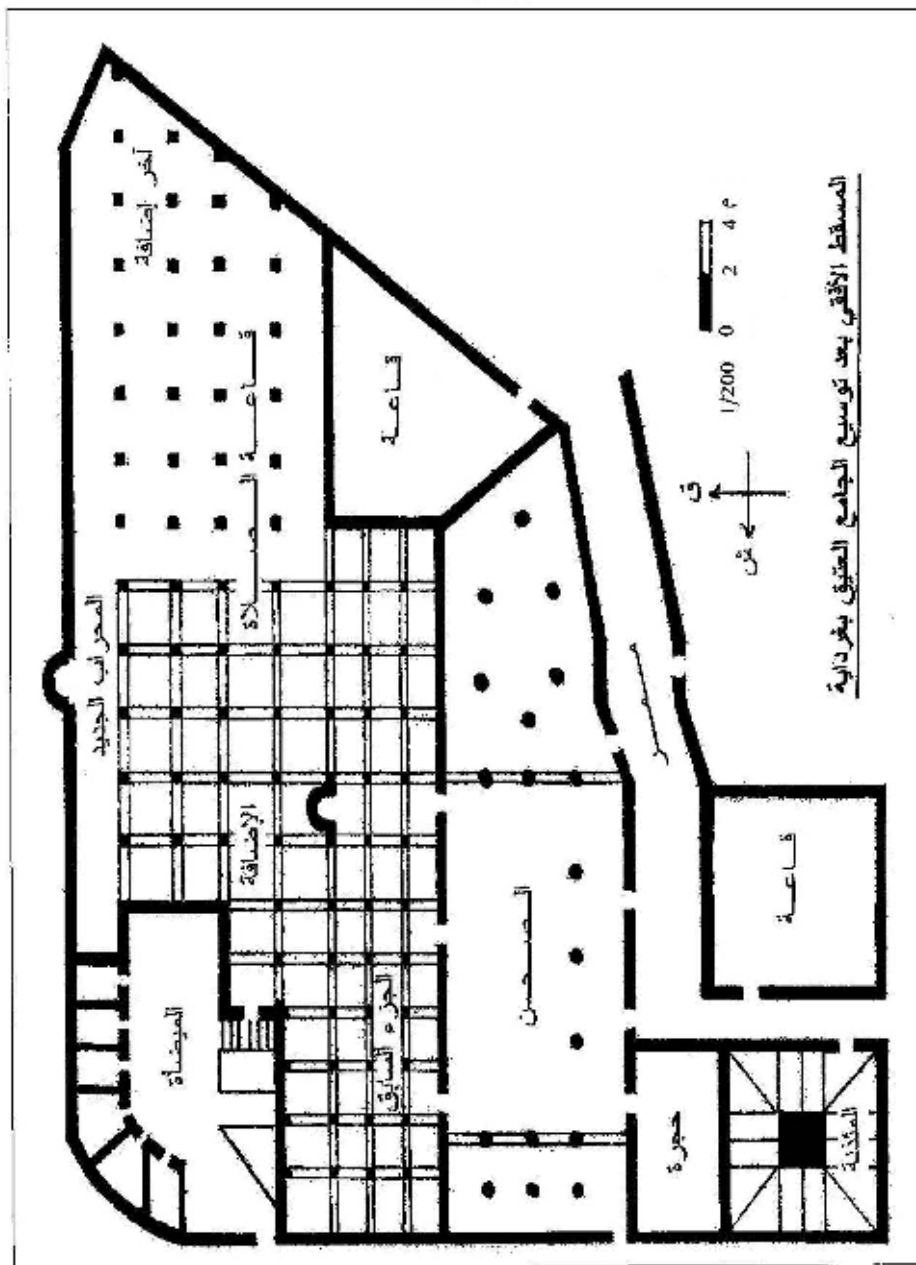 آخر إضافة
قاعة الصلاة
المحراب الجديد
قاعة
الإضافة
الميضأة
الجزء السابق
الصحن
حجرة
المئذنة
قاعة
ق
ش
1/200
0 2 4 م
المسقط الأفقي بعد توسيع الجامع العتيق بغرداية